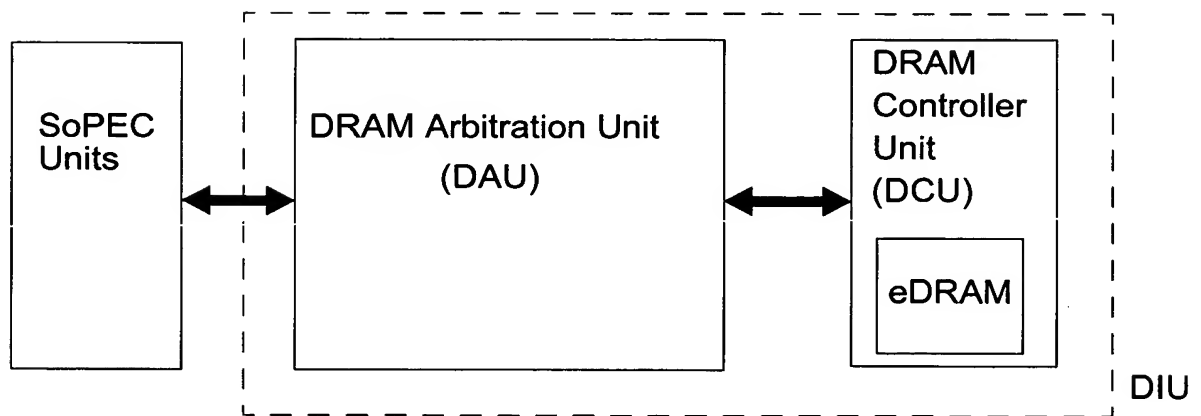 SoPEC
Units
DRAM Arbitration Unit
(DAU)
DRAM
Controller
Unit
(DCU)
eDRAM
DIU